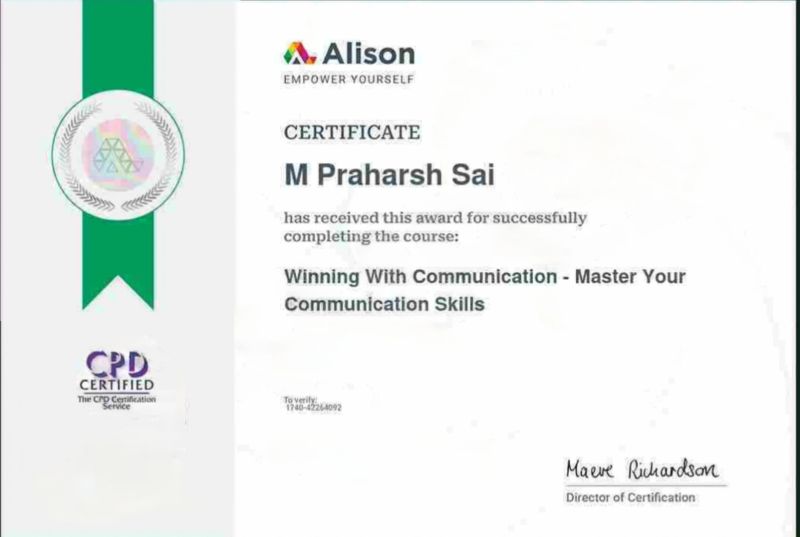 Alison
EMPOWER YOURSELF
CERTIFICATE
M Praharsh Sai
has received this award for successfully
completing the course:
Winning With Communication - Master Your
Communication Skills
CPD
CERTIFIED
The CPD Certification
Service
To verify:
1740-42264092
Maeve Richardson
Director of Certification